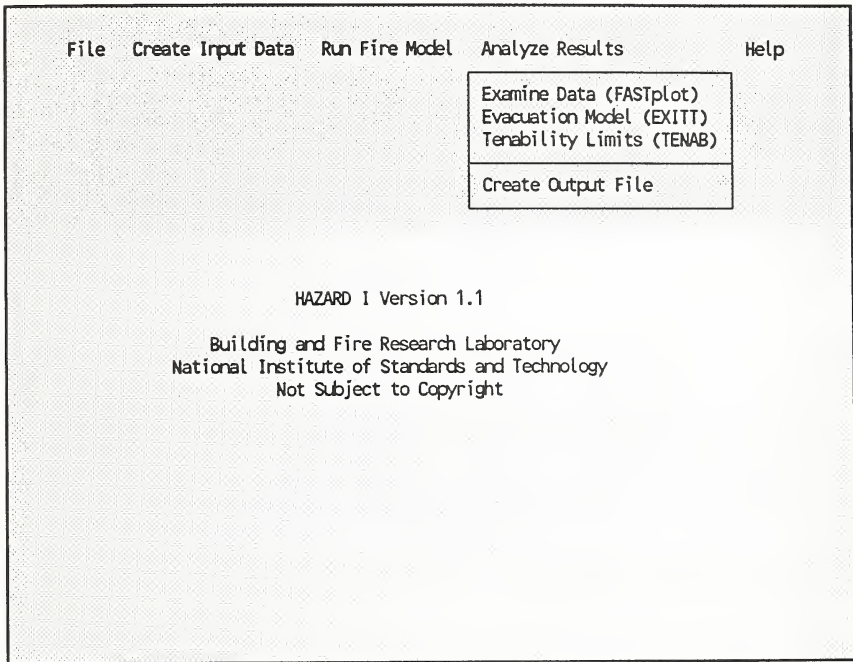 File Create Input Data Run Fire Model Analyze Results Help
Examine Data (FASTplot)
Evacuation Model (EXITT)
Tenability Limits (TENAB)
Create Output File
HAZARD I Version 1.1
Building and Fire Research Laboratory
National Institute of Standards and Technology
Not Subject to Copyright